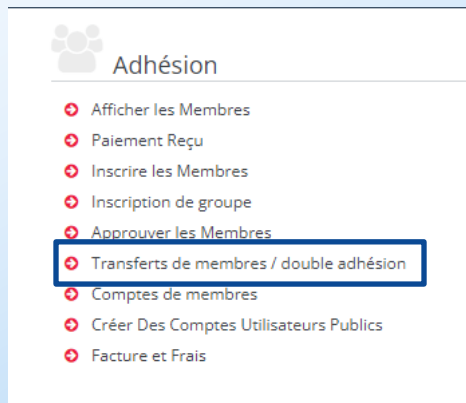 Adhésion
Afficher les Membres
Paiement Reçu
Inscrire les Membres
Inscription de groupe
Approuver les Membres
Transferts de membres / double adhésion
Comptes de membres
Créer Des Comptes Utilisateurs Publics
Facture et Frais